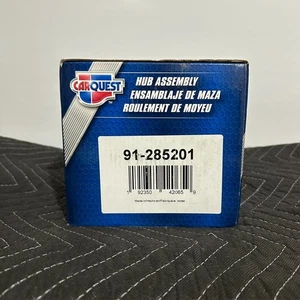 CARQUEST
HUB ASSEMBLY
ENSAMBLAJE DE MAZA
ROULEMENT DE MOYEU
91-285201
92350 42065